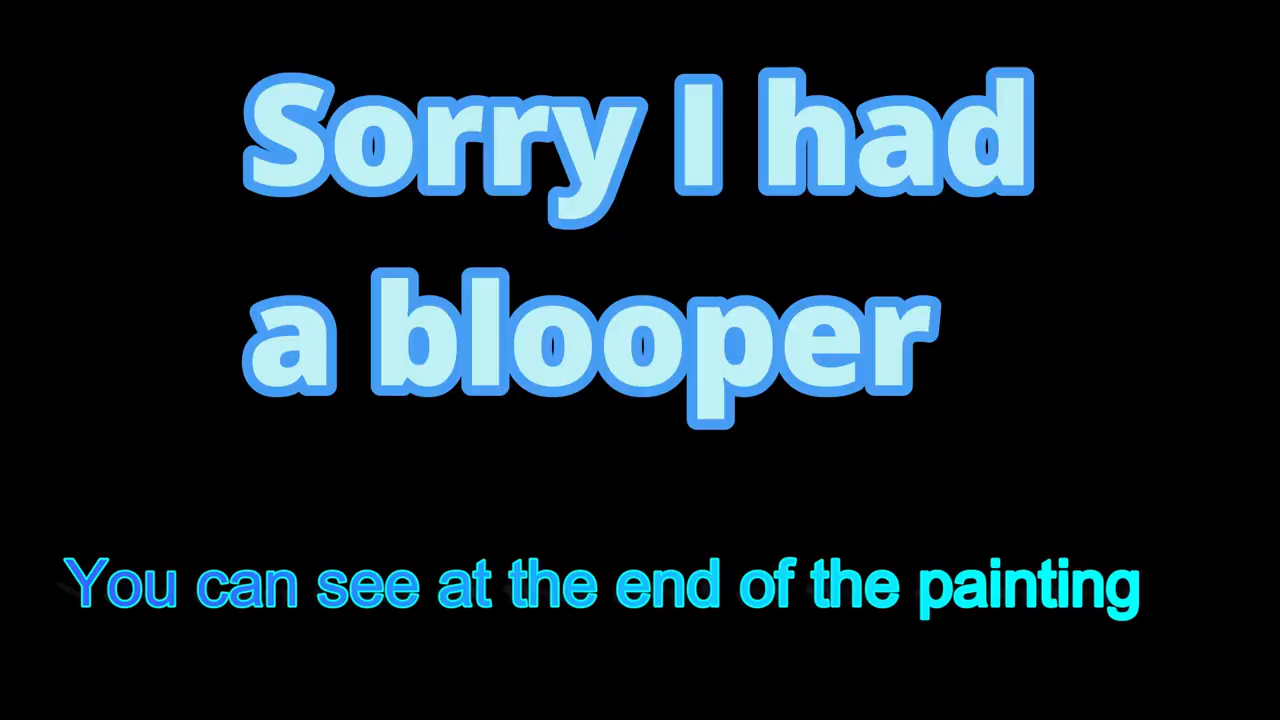 Sorry I had
a blooper
You can see at the end of the painting